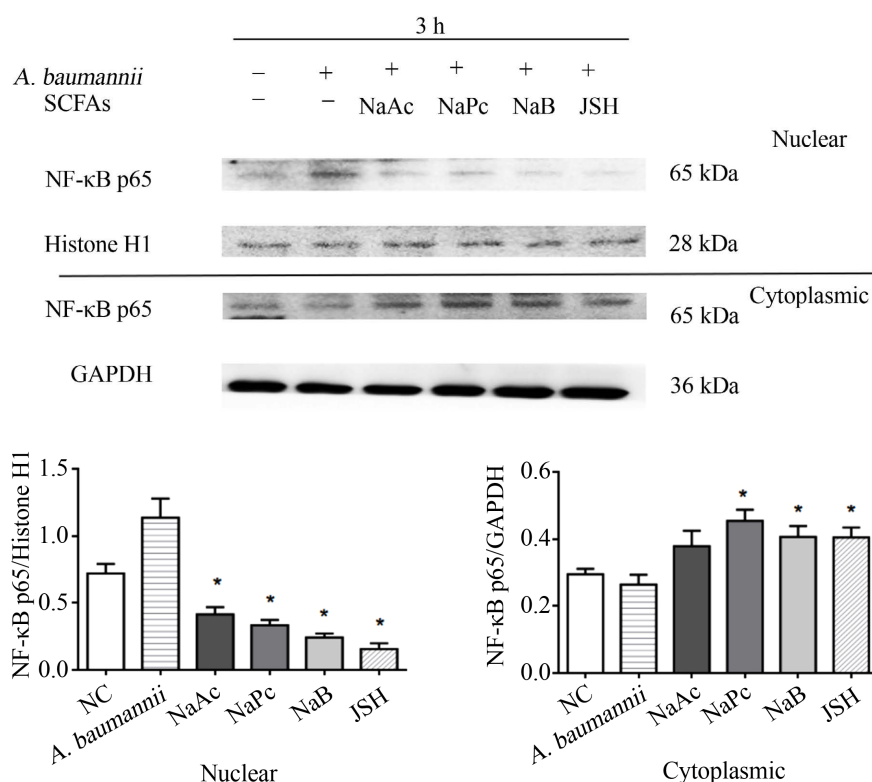 3 h
A. baumannii – + + + + +
SCFAs – – NaAc NaPc NaB JSH
Nuclear
NF-κB p65 65 kDa
Histone H1 28 kDa
Cytoplasmic
NF-κB p65 65 kDa
GAPDH 36 kDa
NF-κB p65/Histone H1
1.5
1.0
0.5
0.0
* * * *
NC A. baumannii NaAc NaPc NaB JSH
Nuclear
NF-κB p65/GAPDH
0.6
0.4
0.2
0.0
* * *
NC A. baumannii NaAc NaPc NaB JSH
Cytoplasmic